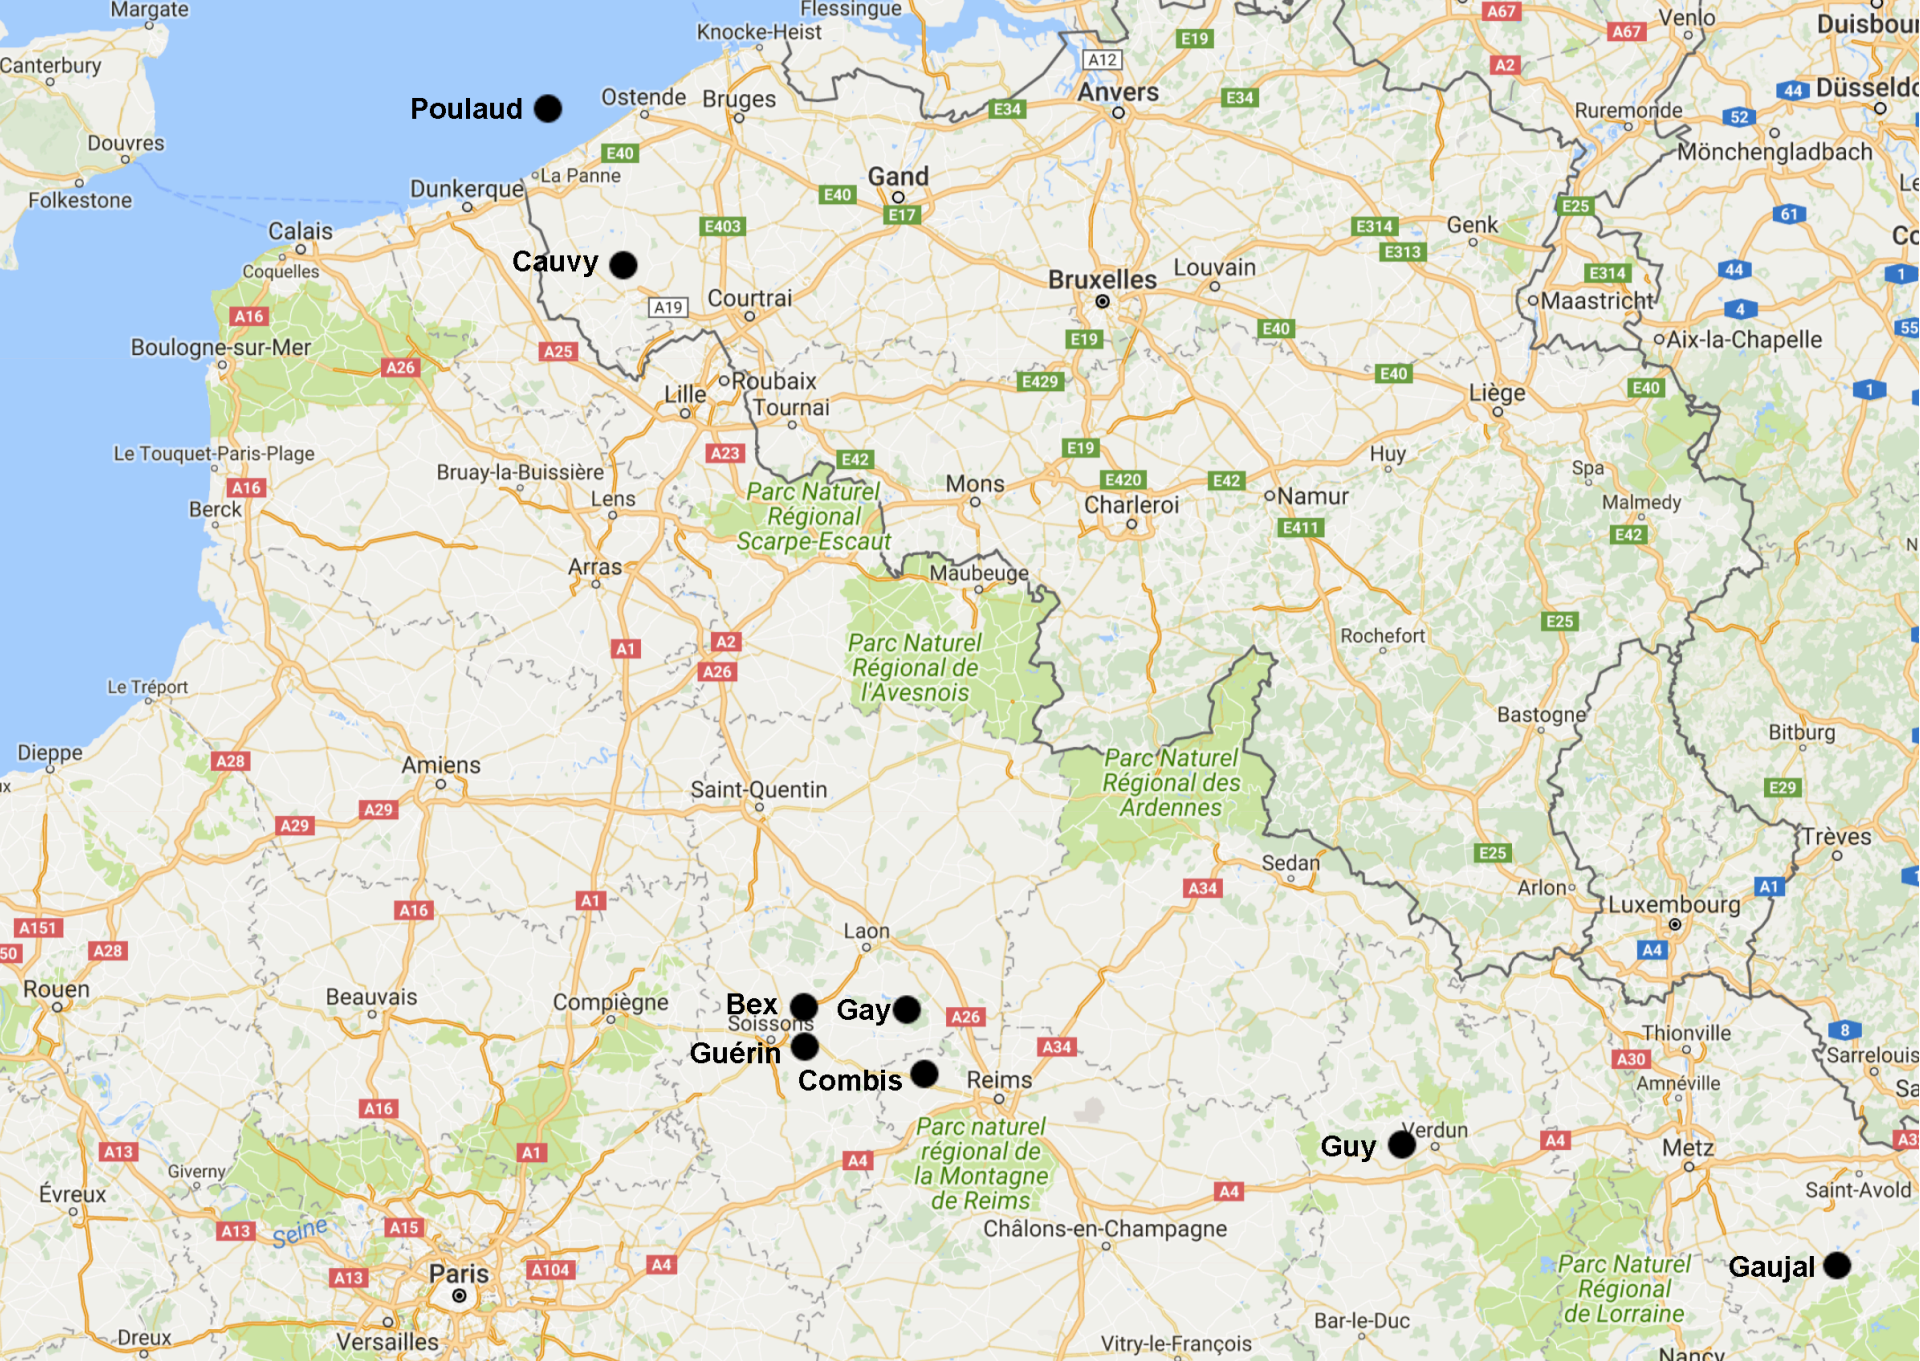 Margate
Flessingue
Knocke-Heist
A67
A67
Venlo
E19
A2
A12
Canterbury
Poulaud
Ostende
Bruges
Anvers
E34
E34
44
Ruremonde
52
Douvres
E40
Mönchengladbach
La Panne
Gand
Folkestone
Dunkerque
E40
E17
E25
61
E403
E314
Genk
Calais
E313
Cauvy
Coquelles
Bruxelles
Louvain
E314
44
1
Courtrai
A19
Maastricht
4
A16
E40
E19
55
Boulogne-sur-Mer
A25
Aix-la-Chapelle
A26
Roubaix
E429
E40
E40
1
Lille
Tournai
Liège
Le Touquet-Paris-Plage
A23
E42
E19
Huy
Bruay-la-Buissière
Spa
A16
Lens
Parc Naturel
Régional
Scarpe-Escaut
Mons
E420
E42
Namur
Berck
Charleroi
Malmedy
E411
E42
Arras
Maubeuge
E25
A1
A2
Parc Naturel
Régional de
l'Avesnois
Rochefort
A26
Le Tréport
Bastogne
Dieppe
Bitburg
A28
Amiens
Parc Naturel
Régional des
Ardennes
Saint-Quentin
E29
A29
A29
Trèves
E25
Sedan
A34
Arlon
A1
A1
A16
Luxembourg
A151
Laon
A4
A28
50
Rouen
Beauvais
Compiègne
Bex
Gay
A26
Soissons
8
Thionville
Guérin
A34
A30
Sarrelouis
Combis
Reims
Amnéville
A16
Parc naturel
régional de
la Montagne
de Reims
Guy
Verdun
A4
A13
A1
A4
Metz
Giverny
Évreux
A4
Saint-Avold
A13
Seine
A15
Châlons-en-Champagne
Paris
A104
A4
Parc Naturel
Régional
de Lorraine
Gaujal
A13
Bar-le-Duc
Dreux
Versailles
Vitry-le-François
Nancy